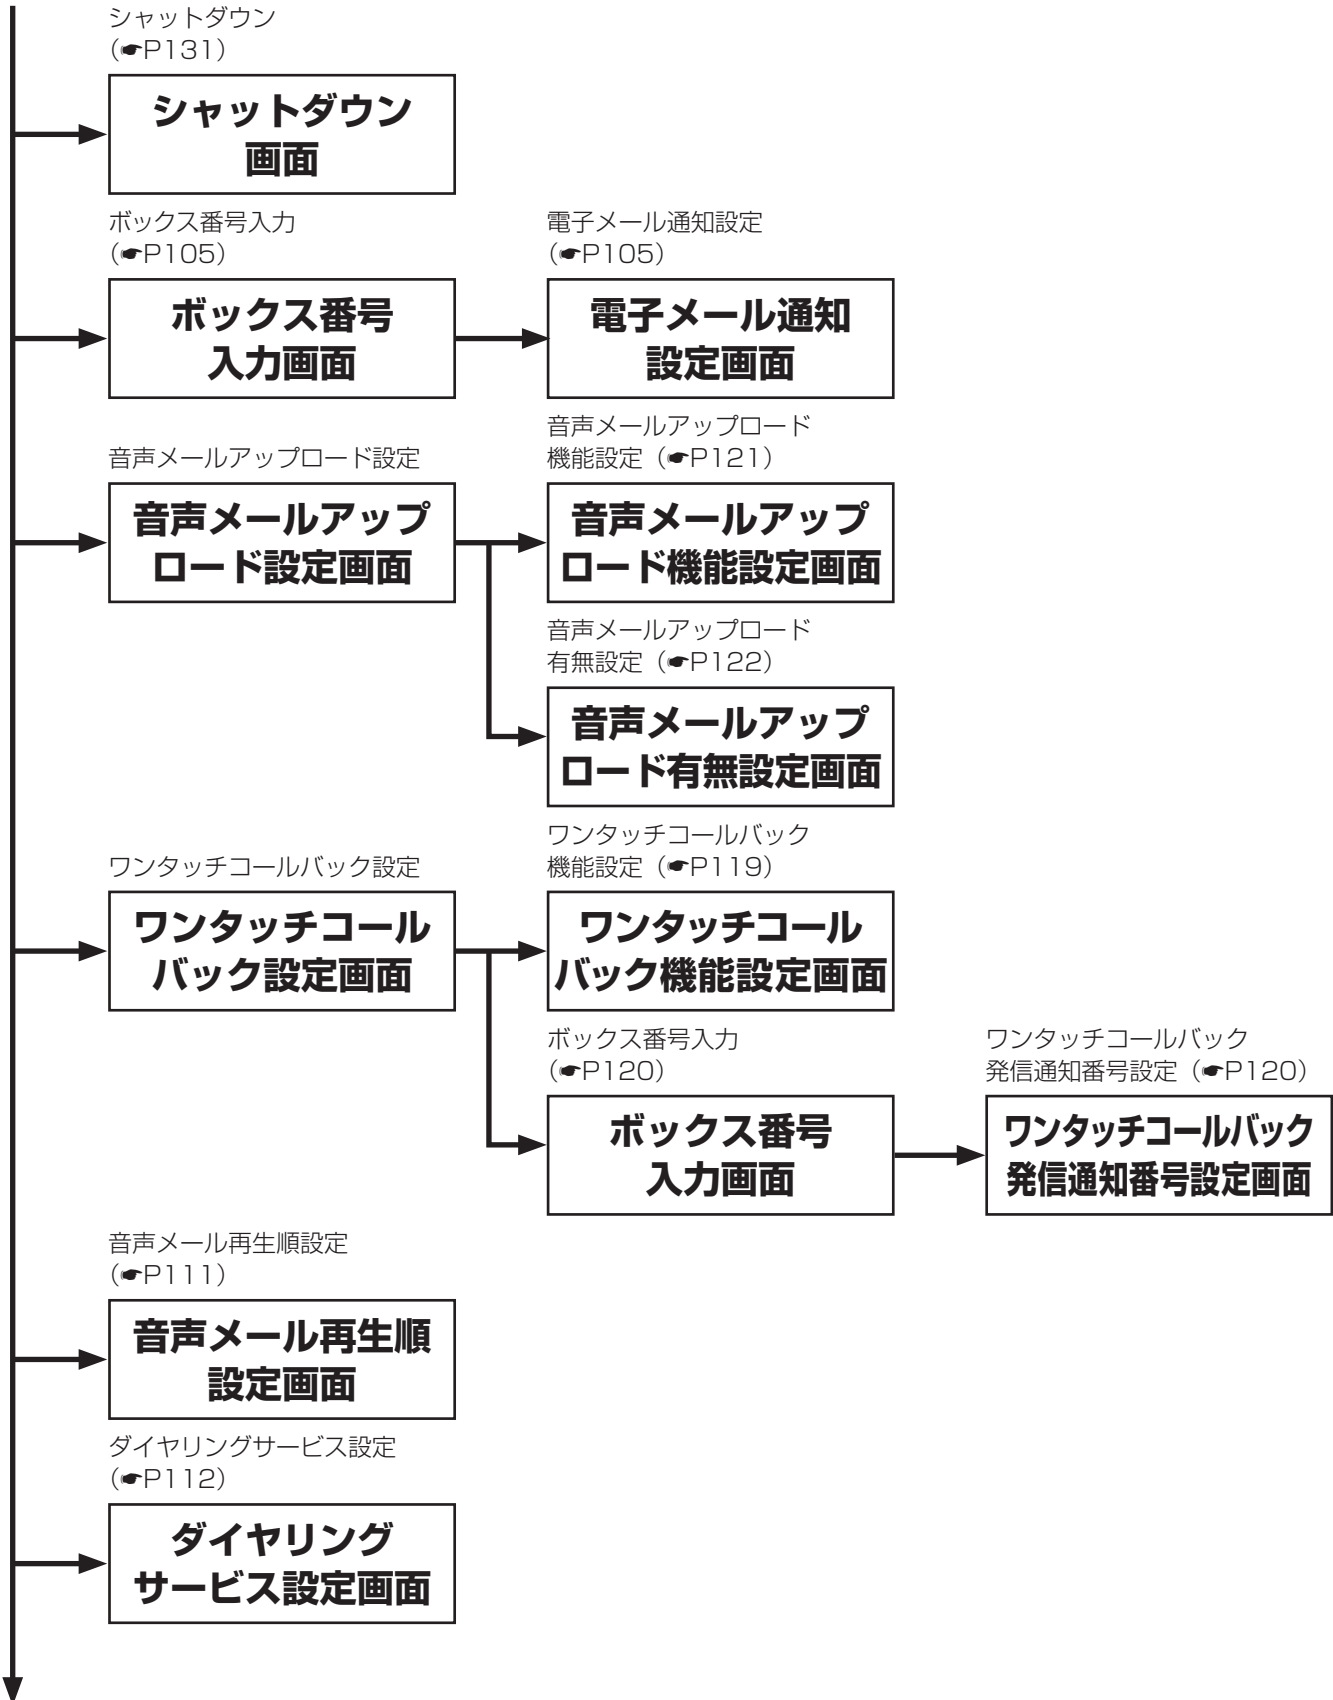 シャットダウン
（☛P131）
シャットダウン
画面
ボックス番号入力
（☛P105）
ボックス番号
入力画面
電子メール通知設定
（☛P105）
電子メール通知
設定画面
音声メールアップロード設定
音声メールアップ
ロード設定画面
音声メールアップロード
機能設定（☛P121）
音声メールアップ
ロード機能設定画面
音声メールアップロード
有無設定（☛P122）
音声メールアップ
ロード有無設定画面
ワンタッチコールバック設定
ワンタッチコール
バック設定画面
ワンタッチコールバック
機能設定（☛P119）
ワンタッチコール
バック機能設定画面
ボックス番号入力
（☛P120）
ボックス番号
入力画面
ワンタッチコールバック
発信通知番号設定（☛P120）
ワンタッチコールバック
発信通知番号設定画面
音声メール再生順設定
（☛P111）
音声メール再生順
設定画面
ダイヤリングサービス設定
（☛P112）
ダイヤリング
サービス設定画面